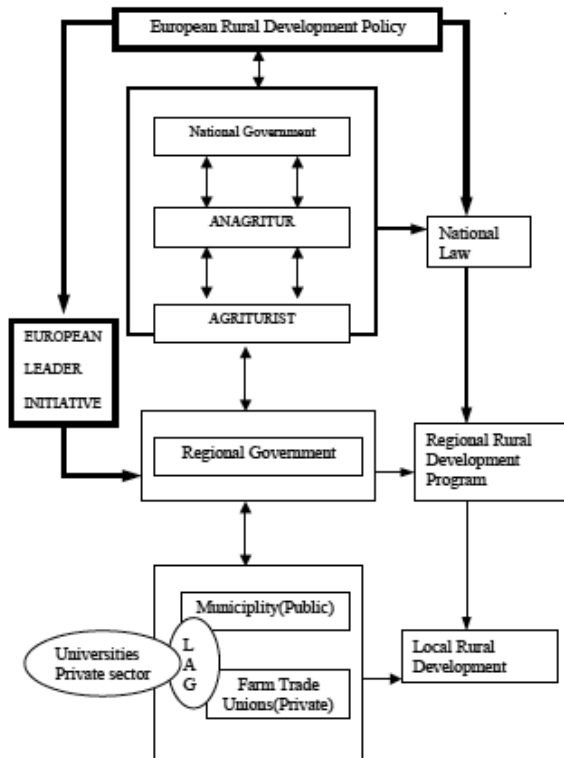 European Rural Development Policy
National Government
ANAGRITUR
National
Law
AGRITURIST
EUROPEAN
LEADER
INITIATIVE
Regional Government
Regional Rural
Development
Program
Municiplity(Public)
Universities
Private sector
L
A
G
Farm Trade
Unions(Private)
Local Rural
Development